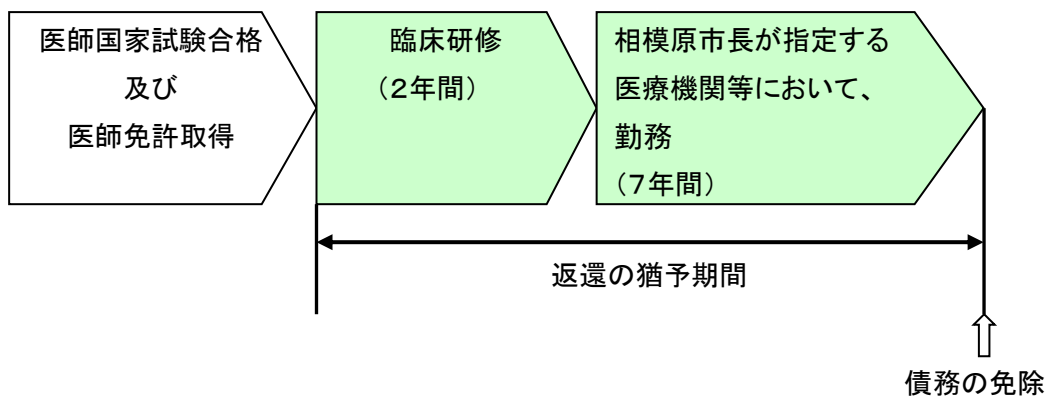 医師国家試験合格
及び
医師免許取得
臨床研修
(2年間)
相模原市長が指定する
医療機関等において、
勤務
(7年間)
返還の猶予期間
債務の免除